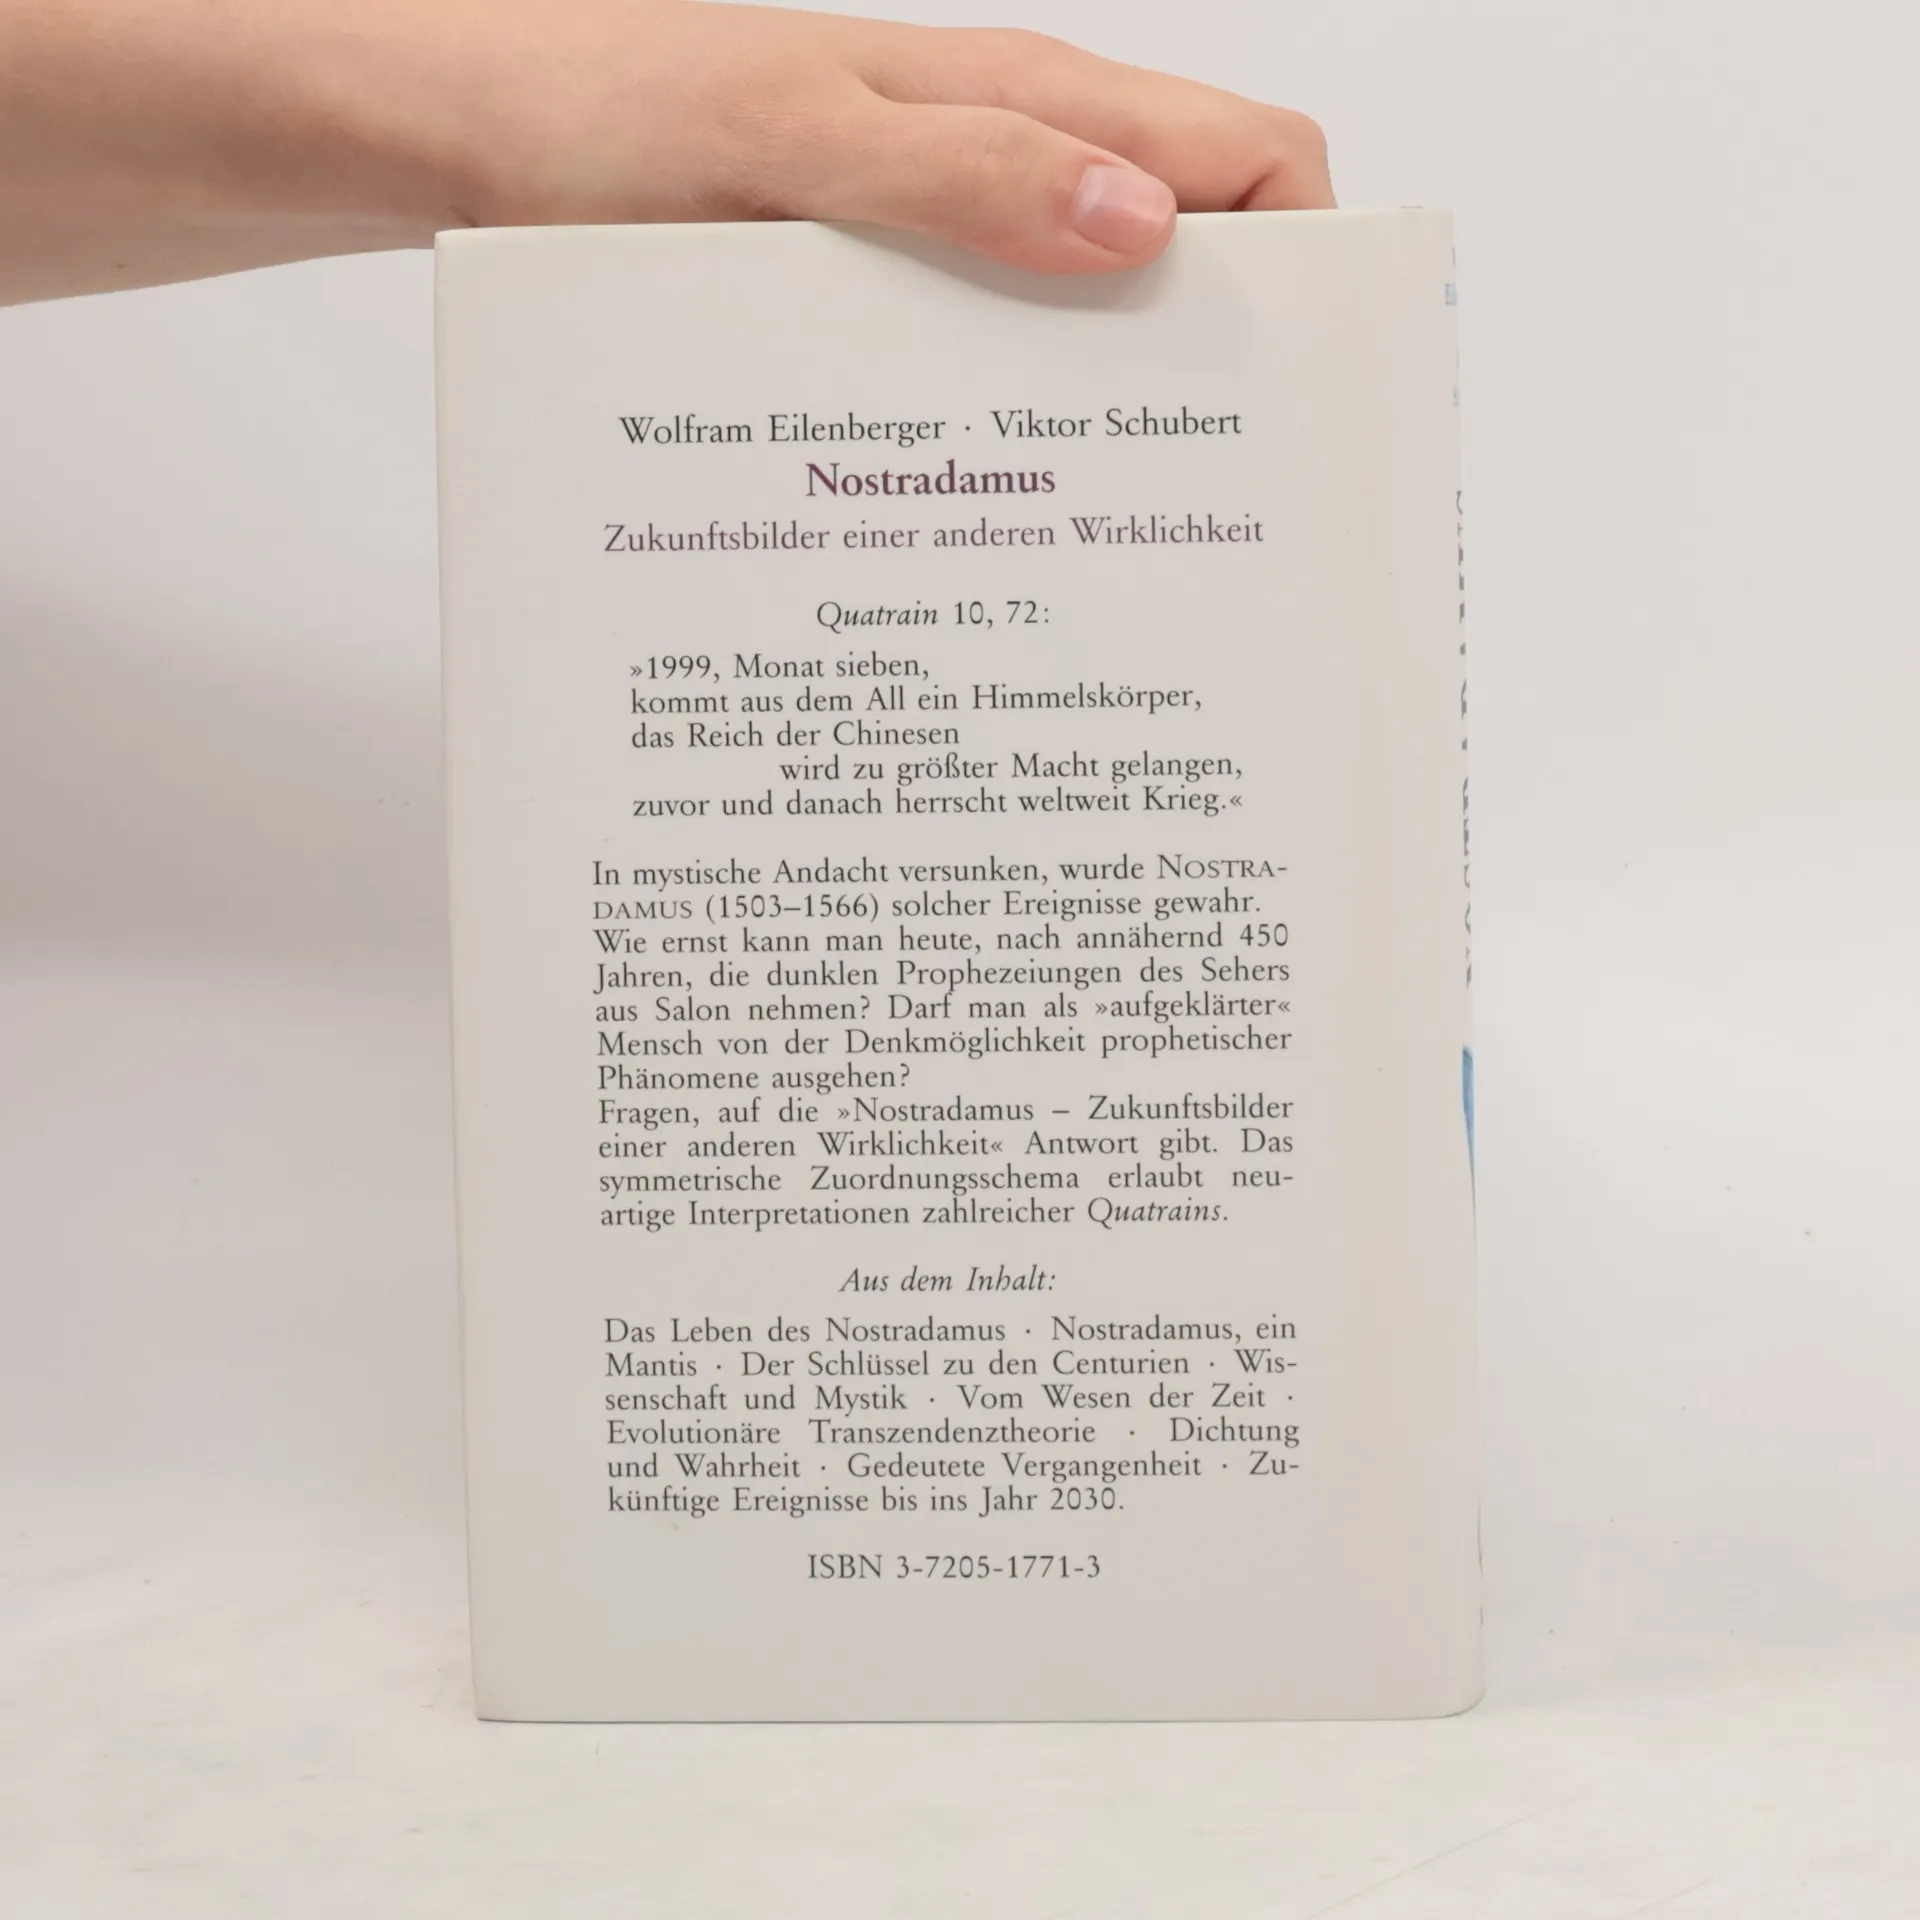 Wolfram Eilenberger · Viktor Schubert
Nostradamus
Zukunftsbilder einer anderen Wirklichkeit
Quatrain 10, 72:
»1999, Monat sieben,
kommt aus dem All ein Himmelskörper,
das Reich der Chinesen
wird zu größter Macht gelangen,
zuvor und danach herrscht weltweit Krieg.«
In mystische Andacht versunken, wurde NOSTRA-
DAMUS (1503–1566) solcher Ereignisse gewahr.
Wie ernst kann man heute, nach annähernd 450
Jahren, die dunklen Prophezeiungen des Sehers
aus Salon nehmen? Darf man als »aufgeklärter«
Mensch von der Denkmöglichkeit prophetischer
Phänomene ausgehen?
Fragen, auf die »Nostradamus – Zukunftsbilder
einer anderen Wirklichkeit« Antwort gibt. Das
symmetrische Zuordnungsschema erlaubt neu-
artige Interpretationen zahlreicher Quatrains.
Aus dem Inhalt:
Das Leben des Nostradamus · Nostradamus, ein
Mantis · Der Schlüssel zu den Centurien · Wis-
senschaft und Mystik · Vom Wesen der Zeit ·
Evolutionäre Transzendenztheorie · Dichtung
und Wahrheit · Gedeutete Vergangenheit · Zu-
künftige Ereignisse bis ins Jahr 2030.
ISBN 3-7205-1771-3